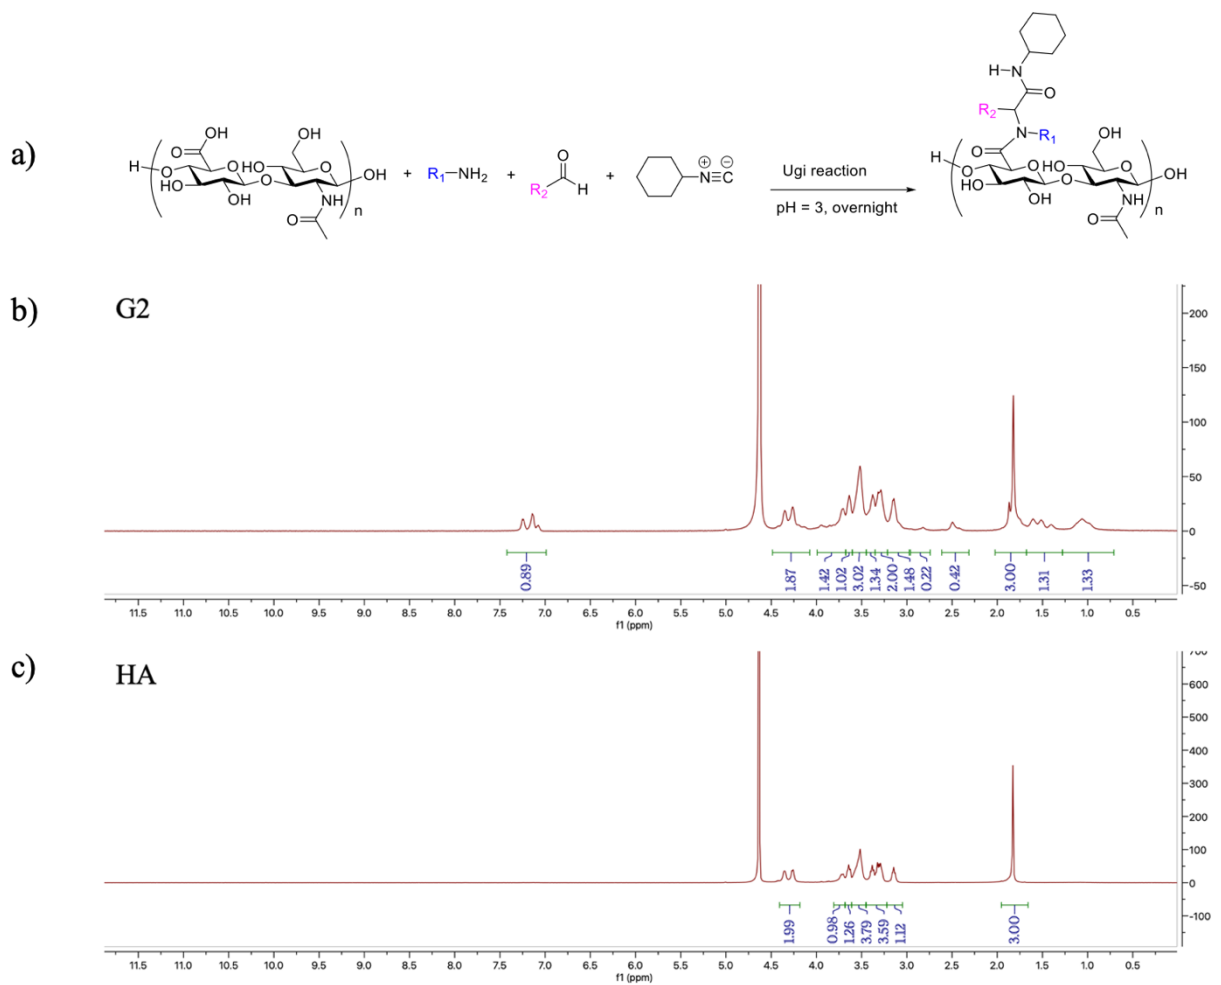 a)
H
O
O
OH
HO
OH
O
O
HO
OH
O
NH
O
OH
n
+
R1
NH2
+
R2
O
H
+
⊕
⊖
N≡C
Ugi reaction
pH = 3, overnight
H-N
O
R2
N-R1
O
H
O
O
HO
OH
O
OH
HO
O
O
NH
O
OH
n
b)
G2
200
150
100
50
0
-50
0.89
1.87
1.42
1.02
3.02
1.34
2.00
1.48
0.22
0.42
3.00
1.31
1.33
11.5 11.0 10.5 10.0 9.5 9.0 8.5 8.0 7.5 7.0 6.5 6.0 5.5 5.0 4.5 4.0 3.5 3.0 2.5 2.0 1.5 1.0 0.5
f1 (ppm)
c)
HA
700
600
500
400
300
200
100
0
-100
1.99
0.98
1.26
3.79
3.59
1.12
3.00
11.5 11.0 10.5 10.0 9.5 9.0 8.5 8.0 7.5 7.0 6.5 6.0 5.5 5.0 4.5 4.0 3.5 3.0 2.5 2.0 1.5 1.0 0.5
f1 (ppm)